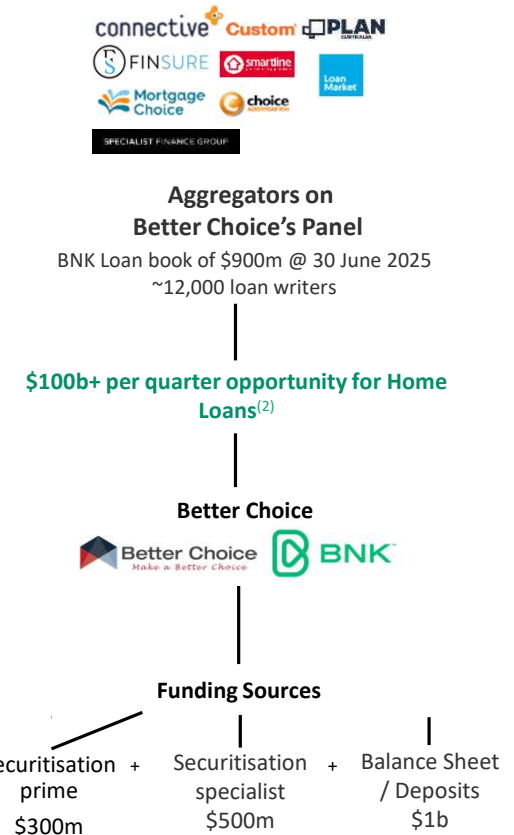 connective Custom PLAN
AUSTRALIA
FINSURE smartline
Loan
Market
Mortgage
Choice
choice
SPECIALIST FINANCE GROUP
Aggregators on
Better Choice's Panel
BNK Loan book of $900m @ 30 June 2025
~12,000 loan writers
$100b+ per quarter opportunity for Home
Loans(2)
Better Choice
Better Choice
Make a Better Choice
BNK™
Funding Sources
ecuritisation + Securitisation + Balance Sheet
prime specialist / Deposits
$300m $500m $1b